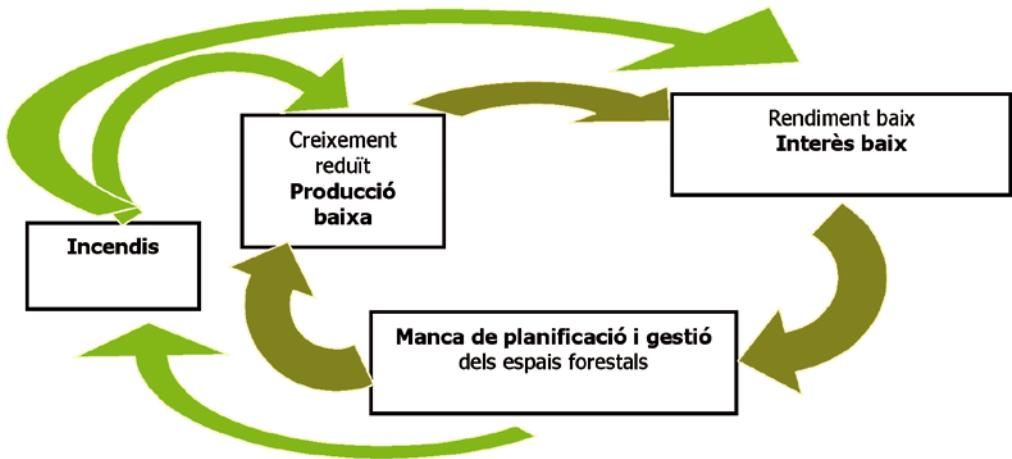 Creixement
reduït
Producció
baixa
Rendiment baix
Interès baix
Incendis
Manca de planificació i gestió
dels espais forestals